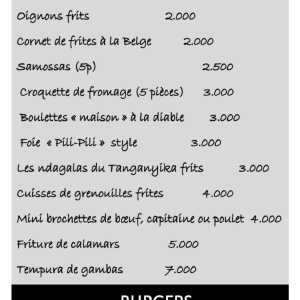 Oignons frits 2.000
Cornet de frites à la Belge 2.000
Samossas (5p) 2.500
Croquette de fromage (5 pièces) 3.000
Boulettes « maison » à la diable 3.000
Foie « Pili-Pili » style 3.000
Les ndagalas du Tanganyika frits 3.000
Cuisses de grenouilles frites 4.000
Mini brochettes de bœuf, capitaine ou poulet 4.000
Friture de calamars 5.000
Tempura de gambas 7.000
BURGERS